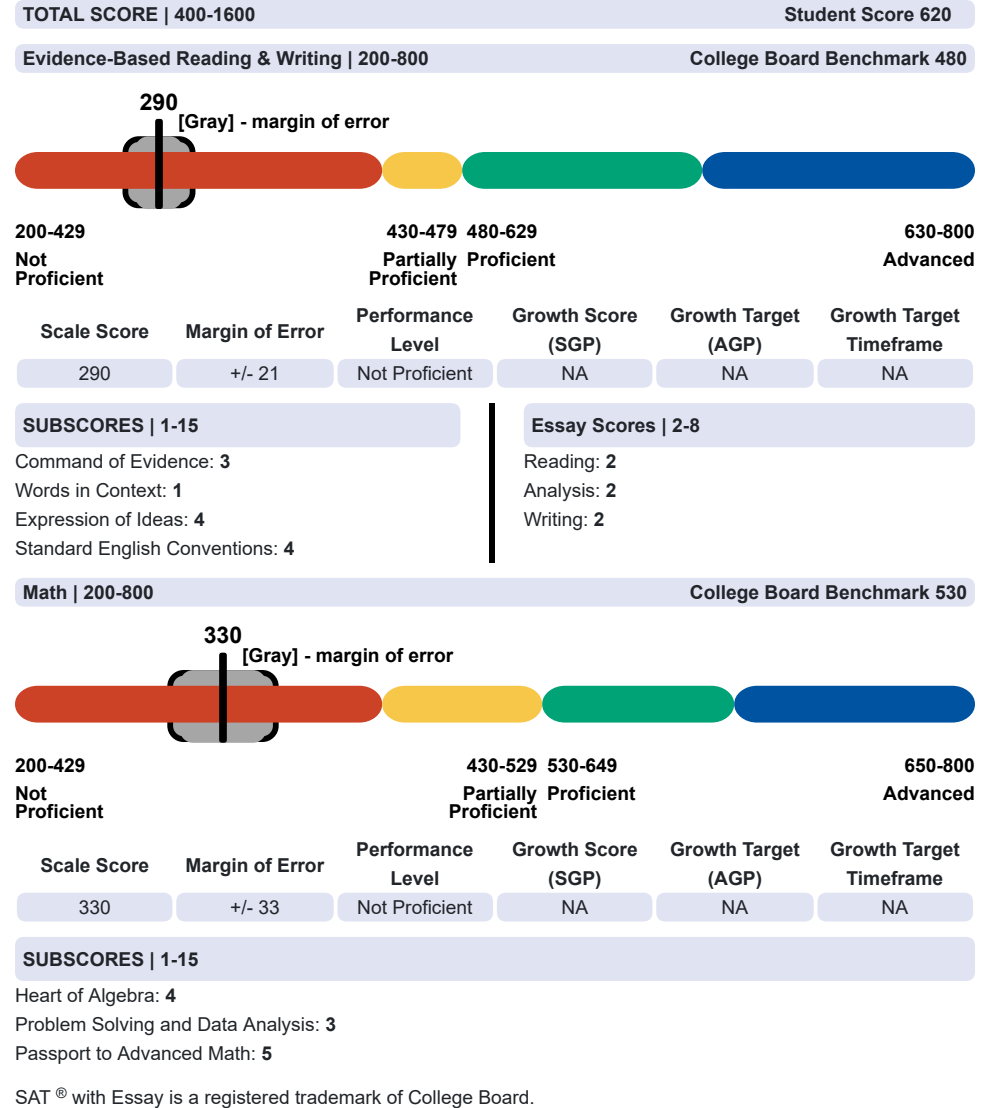 TOTAL SCORE | 400-1600 Student Score 620
Evidence-Based Reading & Writing | 200-800 College Board Benchmark 480
290
[Gray] - margin of error
200-429 430-479 480-629 630-800
Not Partially Proficient Advanced
Proficient Proficient
Scale Score Margin of Error Performance Level Growth Score (SGP) Growth Target (AGP) Growth Target Timeframe
290 +/- 21 Not Proficient NA NA NA
SUBSCORES | 1-15
Command of Evidence: 3
Words in Context: 1
Expression of Ideas: 4
Standard English Conventions: 4
Essay Scores | 2-8
Reading: 2
Analysis: 2
Writing: 2
Math | 200-800 College Board Benchmark 530
330
[Gray] - margin of error
200-429 430-529 530-649 650-800
Not Partially Proficient Advanced
Proficient Proficient
Scale Score Margin of Error Performance Level Growth Score (SGP) Growth Target (AGP) Growth Target Timeframe
330 +/- 33 Not Proficient NA NA NA
SUBSCORES | 1-15
Heart of Algebra: 4
Problem Solving and Data Analysis: 3
Passport to Advanced Math: 5
SAT ® with Essay is a registered trademark of College Board.